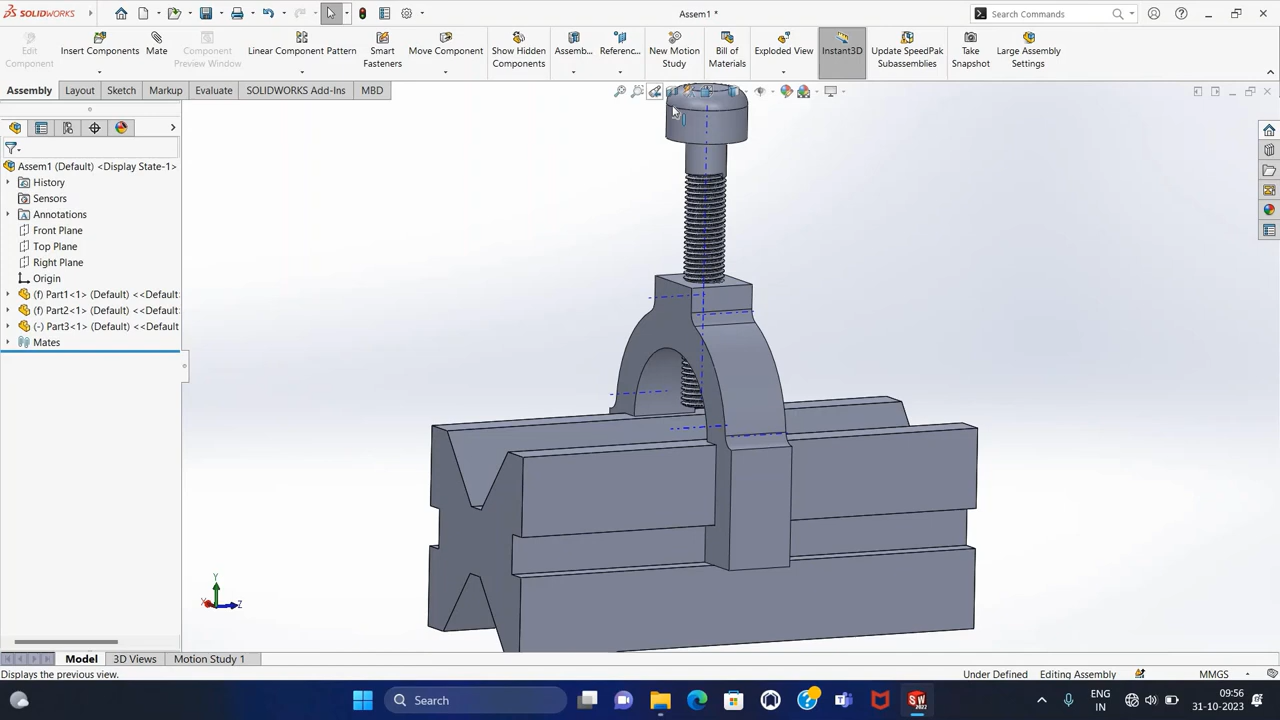 SOLIDWORKS
Assem1 *
Search Commands
Edit Component
Insert Components
Mate
Component Preview Window
Linear Component Pattern
Smart Fasteners
Move Component
Show Hidden Components
Assemb...
Referenc...
New Motion Study
Bill of Materials
Exploded View
Instant3D
Update SpeedPak Subassemblies
Take Snapshot
Large Assembly Settings
Assembly
Layout
Sketch
Markup
Evaluate
SOLIDWORKS Add-Ins
MBD
Assem1 (Default) <Display State-1>
History
Sensors
Annotations
Front Plane
Top Plane
Right Plane
Origin
(f) Part1<1> (Default) <<Default
(f) Part2<1> (Default) <<Default
(-) Part3<1> (Default) <<Default
Mates
Y
X
Z
Model
3D Views
Motion Study 1
Displays the previous view.
Under Defined
Editing Assembly
MMGS
Search
SW
2022
ENG
IN
09:56
31-10-2023